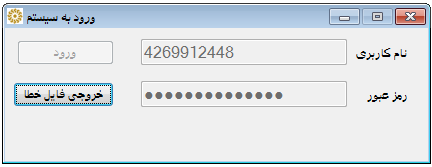 ورود به سیستم
نام کاربری 4269912448 ورود
رمز عبور ●●●●●●●●●●●●●● خروجی فایل خطا